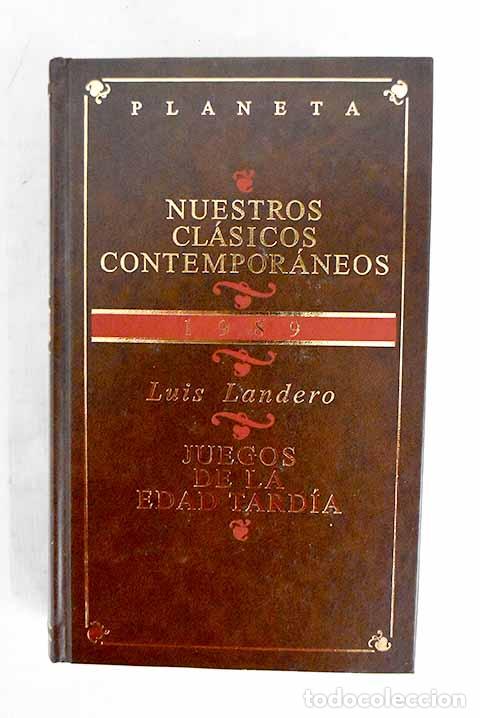 PLANETA
NUESTROS
CLÁSICOS
CONTEMPORÁNEOS
1989
Luis Landero
JUEGOS
DE LA
EDAD TARDÍA
todocoleccion